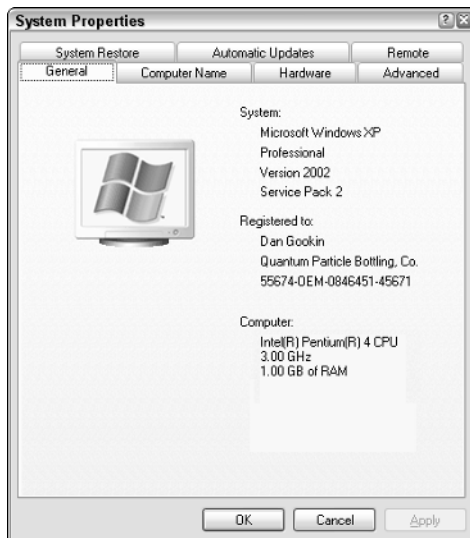 System Properties
System Restore
Automatic Updates
Remote
General
Computer Name
Hardware
Advanced
System:
Microsoft Windows XP
Professional
Version 2002
Service Pack 2
Registered to:
Dan Gookin
Quantum Particle Bottling, Co.
55674-OEM-0846451-45671
Computer:
Intel(R) Pentium(R) 4 CPU
3.00 GHz
1.00 GB of RAM
OK
Cancel
Apply